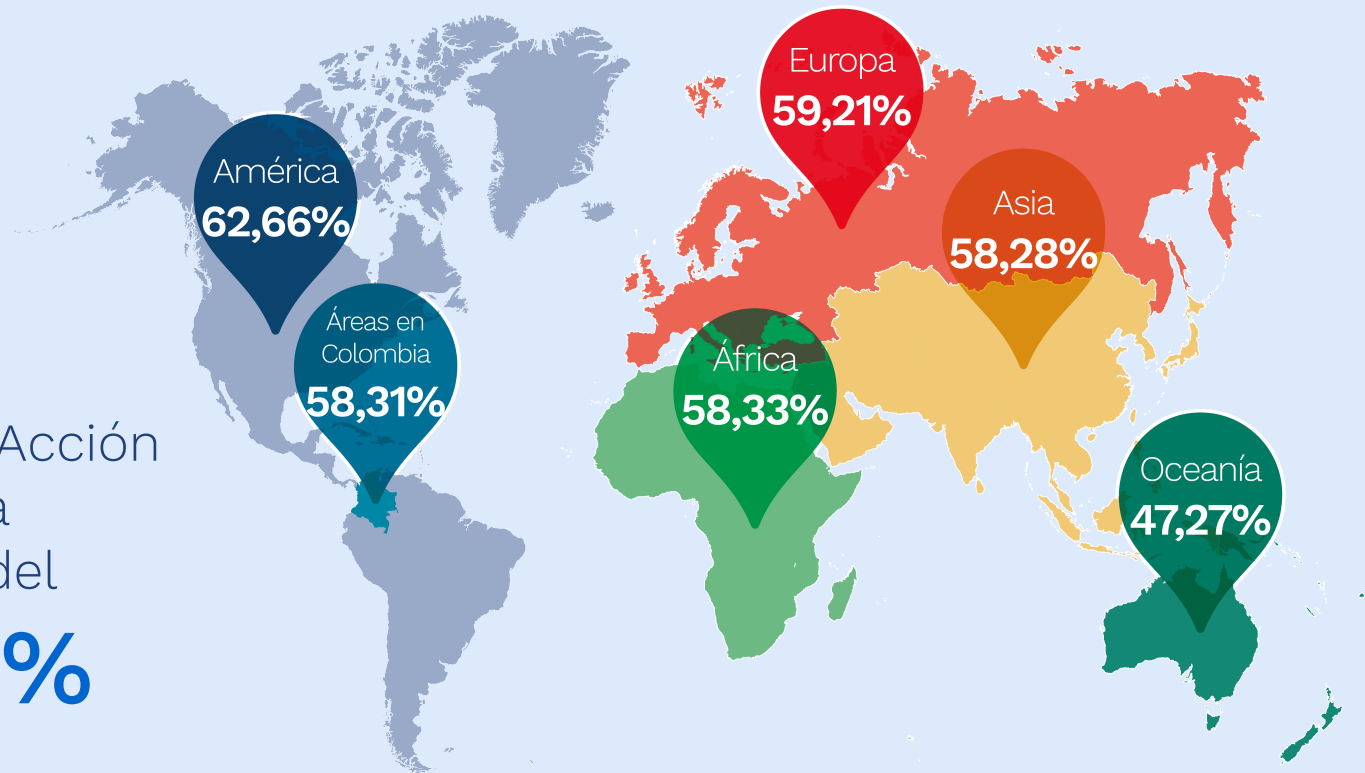 Europa
59,21%
América
62,66%
Asia
58,28%
Áreas en
Colombia
58,31%
África
58,33%
Acción
Oceanía
47,27%
del
%